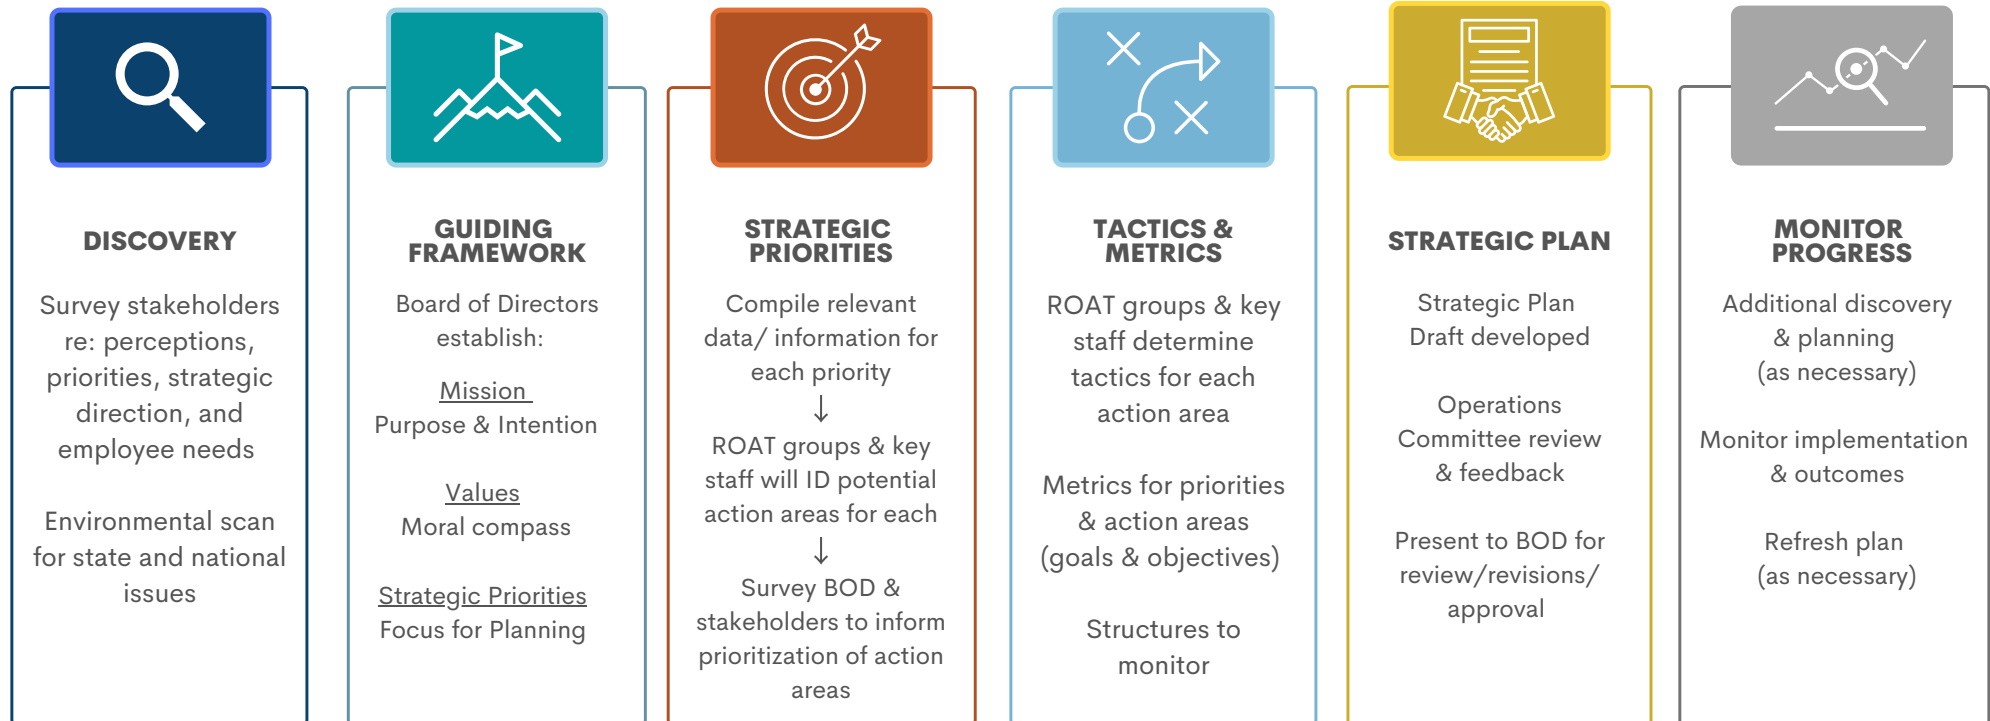 DISCOVERY
Survey stakeholders
re: perceptions,
priorities, strategic
direction, and
employee needs
Environmental scan
for state and national
issues
GUIDING
FRAMEWORK
Board of Directors
establish:
Mission
Purpose & Intention
Values
Moral compass
Strategic Priorities
Focus for Planning
STRATEGIC
PRIORITIES
Compile relevant
data/ information for
each priority
↓
ROAT groups & key
staff will ID potential
action areas for each
↓
Survey BOD &
stakeholders to inform
prioritization of action
areas
TACTICS &
METRICS
ROAT groups & key
staff determine
tactics for each
action area
Metrics for priorities
& action areas
(goals & objectives)
Structures to
monitor
STRATEGIC PLAN
Strategic Plan
Draft developed
Operations
Committee review
& feedback
Present to BOD for
review/revisions/
approval
MONITOR
PROGRESS
Additional discovery
& planning
(as necessary)
Monitor implementation
& outcomes
Refresh plan
(as necessary)